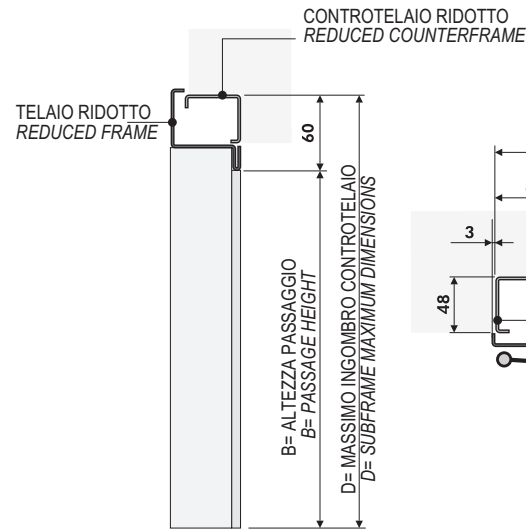 CONTROTELAIO RIDOTTO
REDUCED COUNTERFRAME
TELAIO RIDOTTO
REDUCED FRAME
60
B= ALTEZZA PASSAGGIO
B= PASSAGE HEIGHT
D= MASSIMO INGOMBRO CONTROTELAIO
D= SUBFRAME MAXIMUM DIMENSIONS
3
48